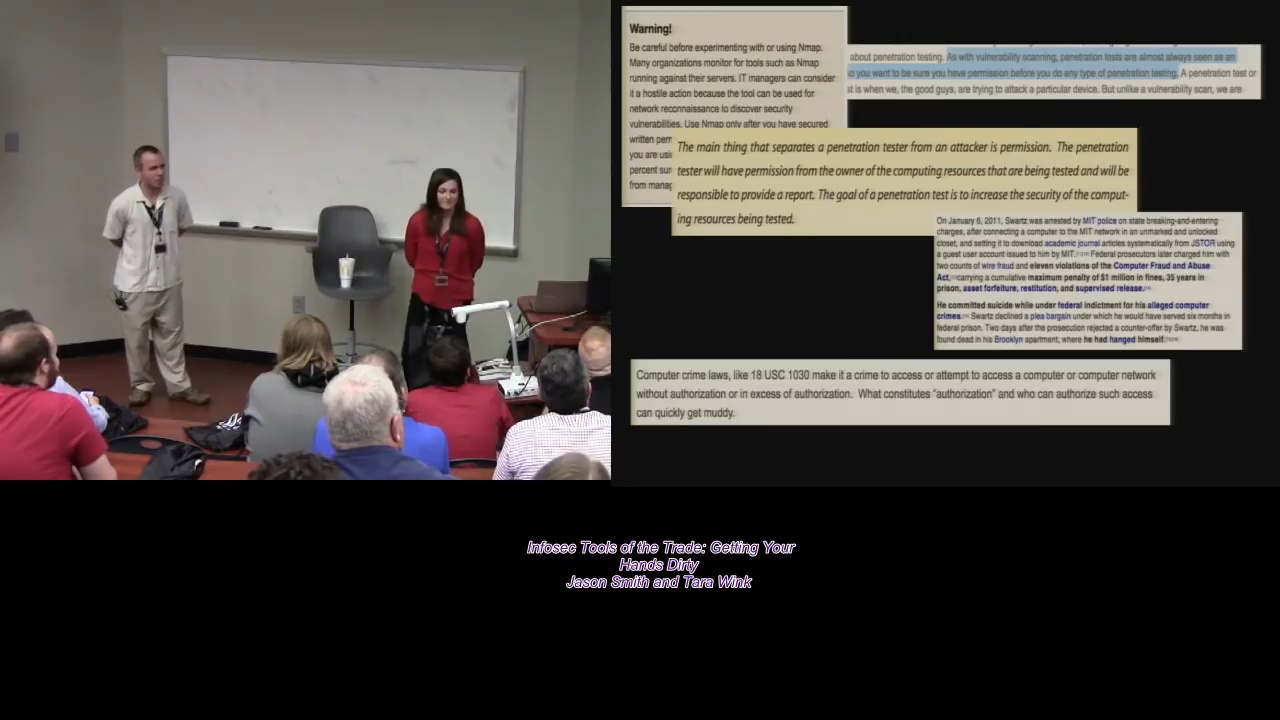 Warning!
Be careful before experimenting with or using Nmap.
Many organizations monitor for tools such as Nmap
running against their servers. IT managers can consider
it a hostile action because the tool can be used for
network reconnaissance to discover security
vulnerabilities. Use Nmap only after you have secured
written
you are
percent
from
about penetration testing. As with vulnerability scanning, penetration tests are almost always seen as an
so you want to be sure you have permission before you do any type of penetration testing. A penetration test or
is when we, the good guys, are trying to attack a particular device. But unlike a vulnerability scan, we are
The main thing that separates a penetration tester from an attacker is permission. The penetration
tester will have permission from the owner of the computing resources that are being tested and will be
responsible to provide a report. The goal of a penetration test is to increase the security of the comput-
ing resources being tested.
On January 6, 2011, Swartz was arrested by MIT police on state breaking-and-entering
charges, after connecting a computer to the MIT network in an unmarked and unlocked
closet, and setting it to download academic journal articles systematically from JSTOR using
a guest user account issued to him by MIT. Federal prosecutors later charged him with
two counts of wire fraud and eleven violations of the Computer Fraud and Abuse
Act, carrying a cumulative maximum penalty of $1 million in fines, 35 years in
prison, asset forfeiture, restitution, and supervised release.
He committed suicide while under federal indictment for his alleged computer
crimes. Swartz declined a plea bargain under which he would have served six months in
federal prison. Two days after the prosecution rejected a counter-offer by Swartz, he was
found dead in his Brooklyn apartment, where he had hanged himself.
Computer crime laws, like 18 USC 1030 make it a crime to access or attempt to access a computer or computer network
without authorization or in excess of authorization. What constitutes "authorization" and who can authorize such access
can quickly get muddy.
Infosec Tools of the Trade: Getting Your
Hands Dirty
Jason Smith and Tara Wink